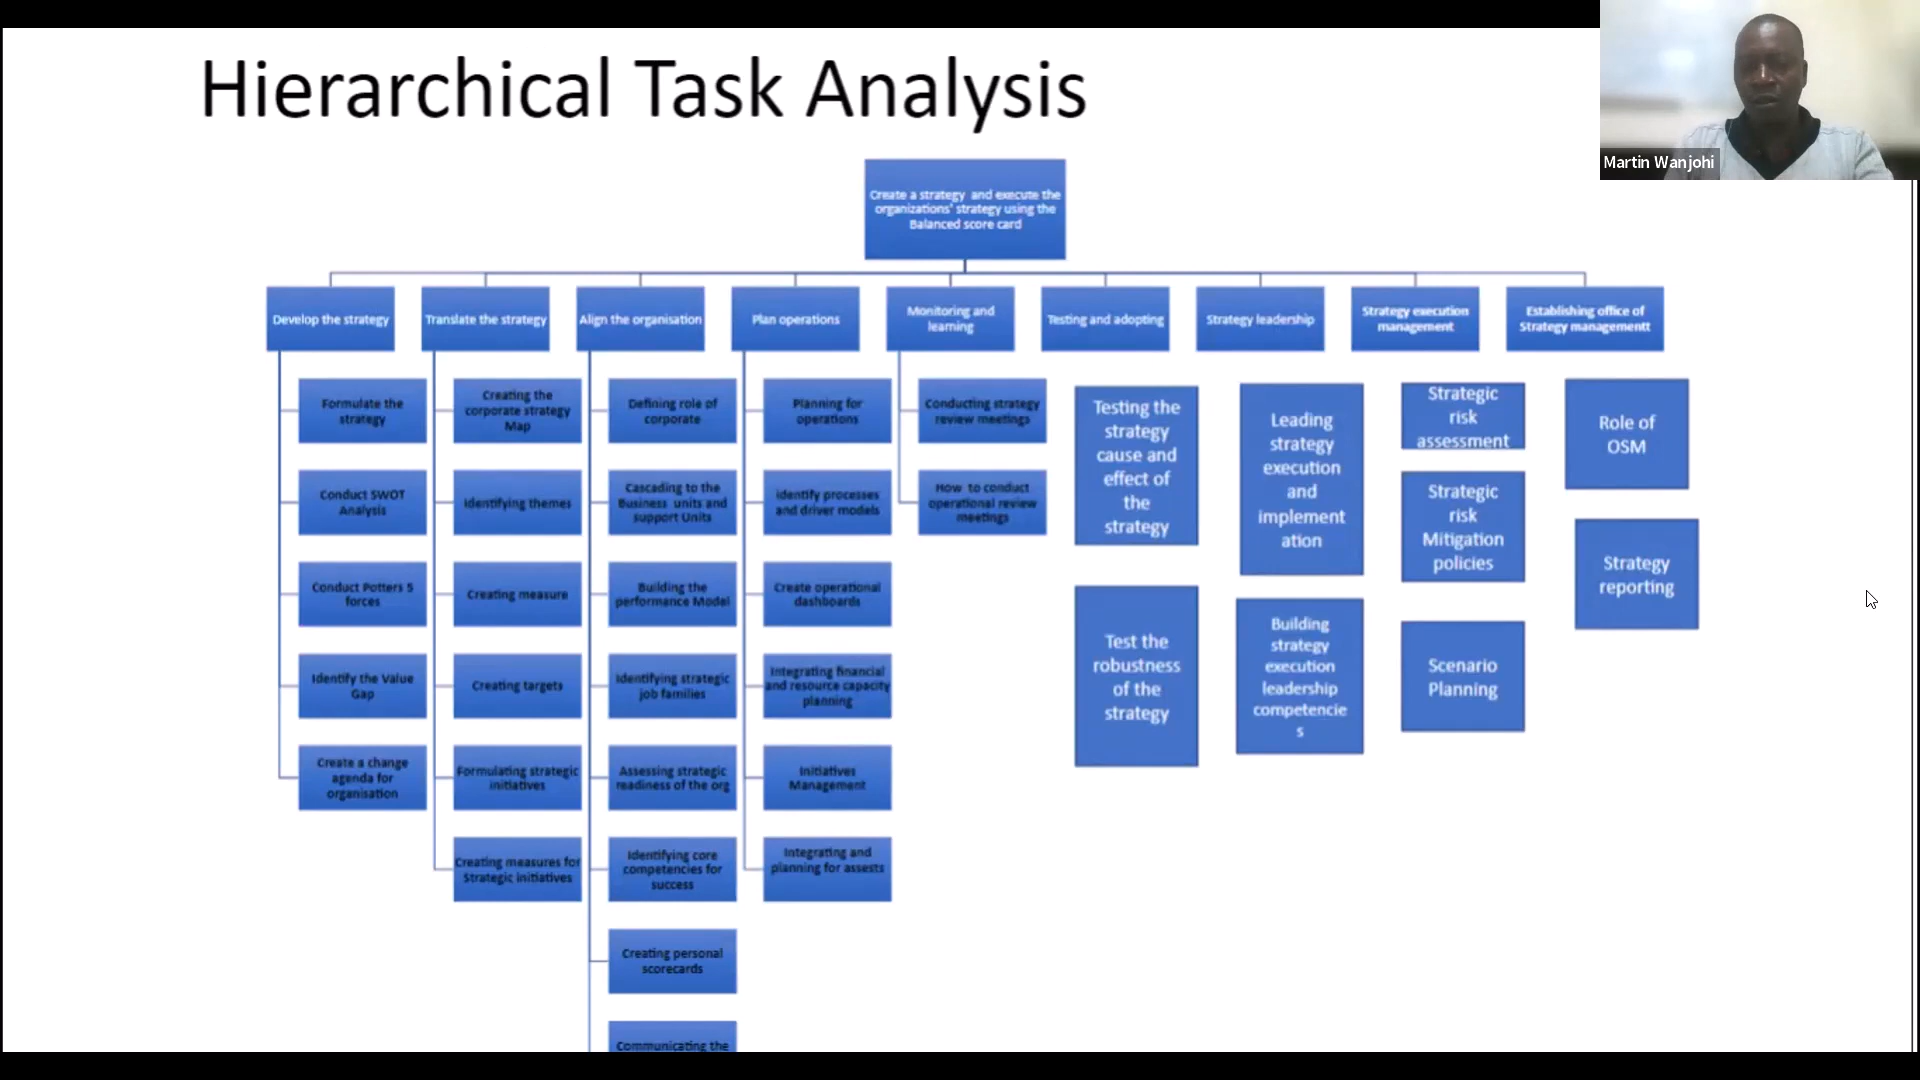 Hierarchical Task Analysis
Martin Wanjohi
Create a strategy and execute the
organizations' strategy using the
Balanced score card
Develop the strategy
Translate the strategy
Align the organisation
Plan operations
Monitoring and
learning
Testing and adopting
Strategy leadership
Strategy execution
management
Establishing office of
Strategy managementt
Formulate the
strategy
Conduct SWOT
Analysis
Conduct Potters 5
forces
Identify the Value
Gap
Create a change
agenda for
organisation
Creating the
corporate strategy
Map
Identifying themes
Creating measure
Creating targets
Formulating strategic
initiatives
Creating measures for
Strategic initiatives
Defining role of
corporate
Cascading to the
Business units and
support Units
Building the
performance Model
Identifying strategic
job families
Assessing strategic
readiness of the org
Identifying core
competencies for
success
Creating personal
scorecards
Communicating the
Planning for
operations
identify processes
and driver models
Create operational
dashboards
Integrating financial
and resource capacity
planning
Initiatives
Management
Integrating and
planning for assests
Conducting strategy
review meetings
How to conduct
operational review
meetings
Testing the
strategy
cause and
effect of
the
strategy
Test the
robustness
of the
strategy
Leading
strategy
execution
and
implement
ation
Building
strategy
execution
leadership
competencie
s
Strategic
risk
assessment
Strategic
risk
Mitigation
policies
Scenario
Planning
Role of
OSM
Strategy
reporting